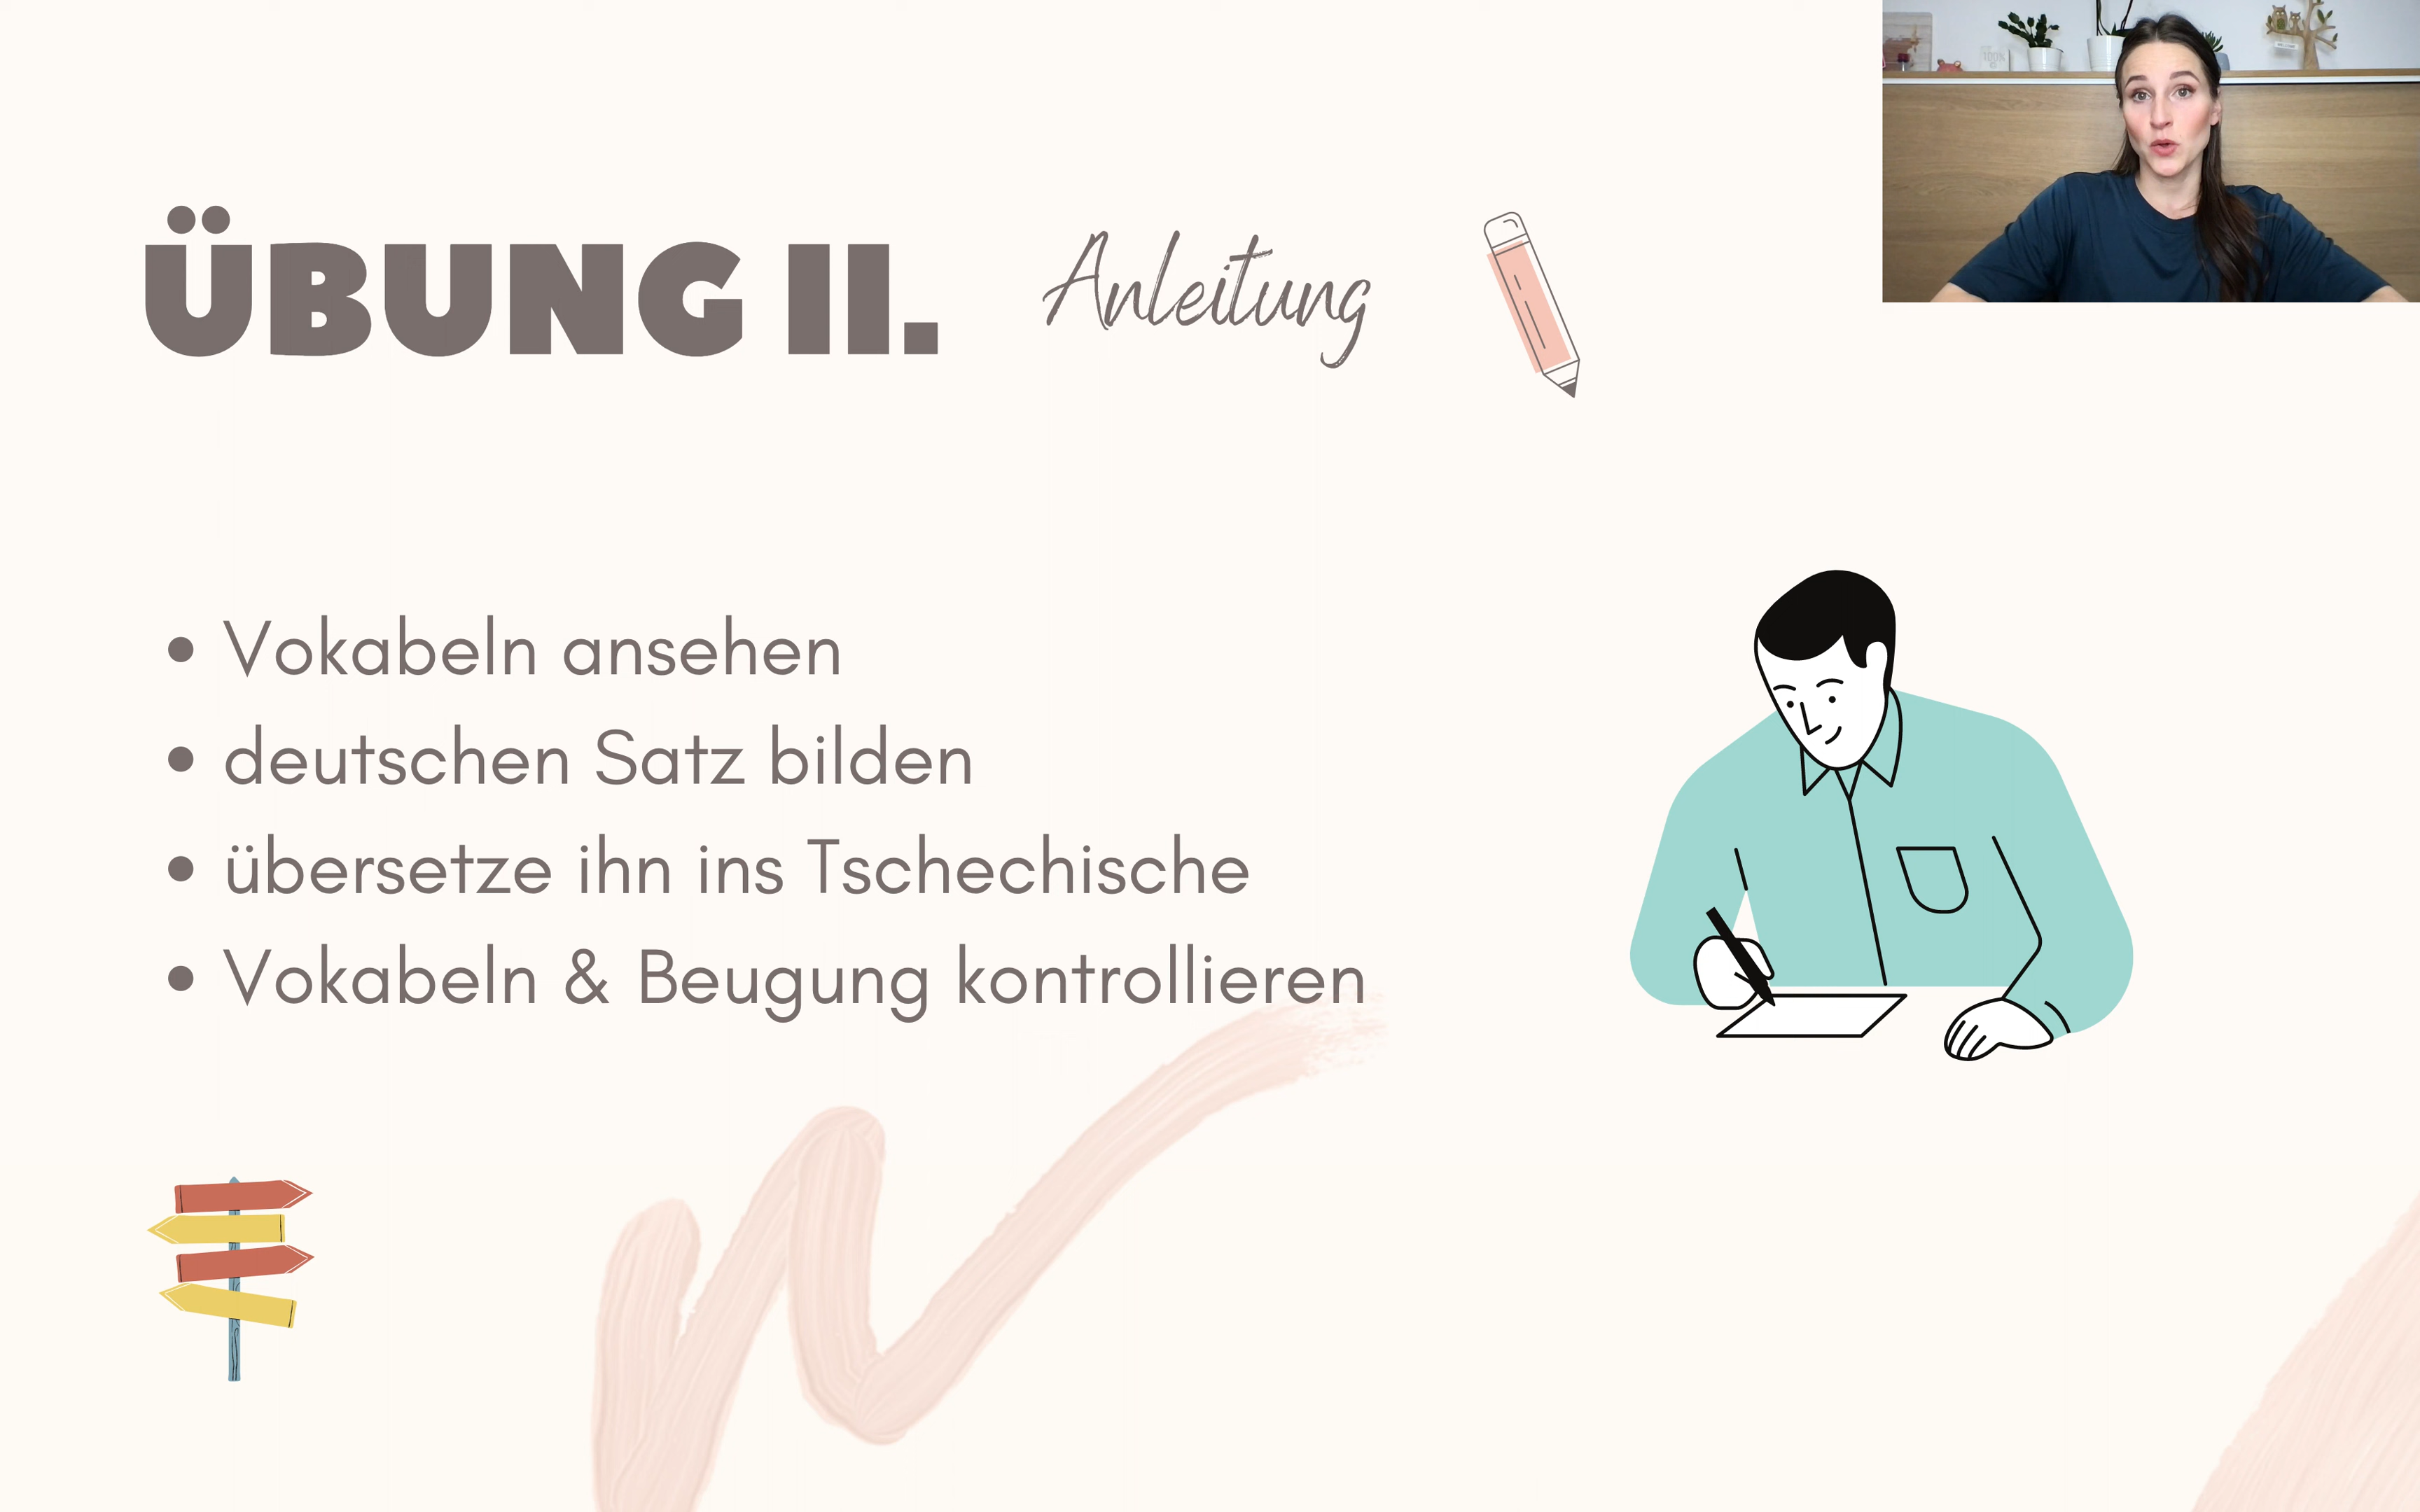 ÜBUNG II. Anleitung
• Vokabeln ansehen
• deutschen Satz bilden
• übersetze ihn ins Tschechische
• Vokabeln & Beugung kontrollieren